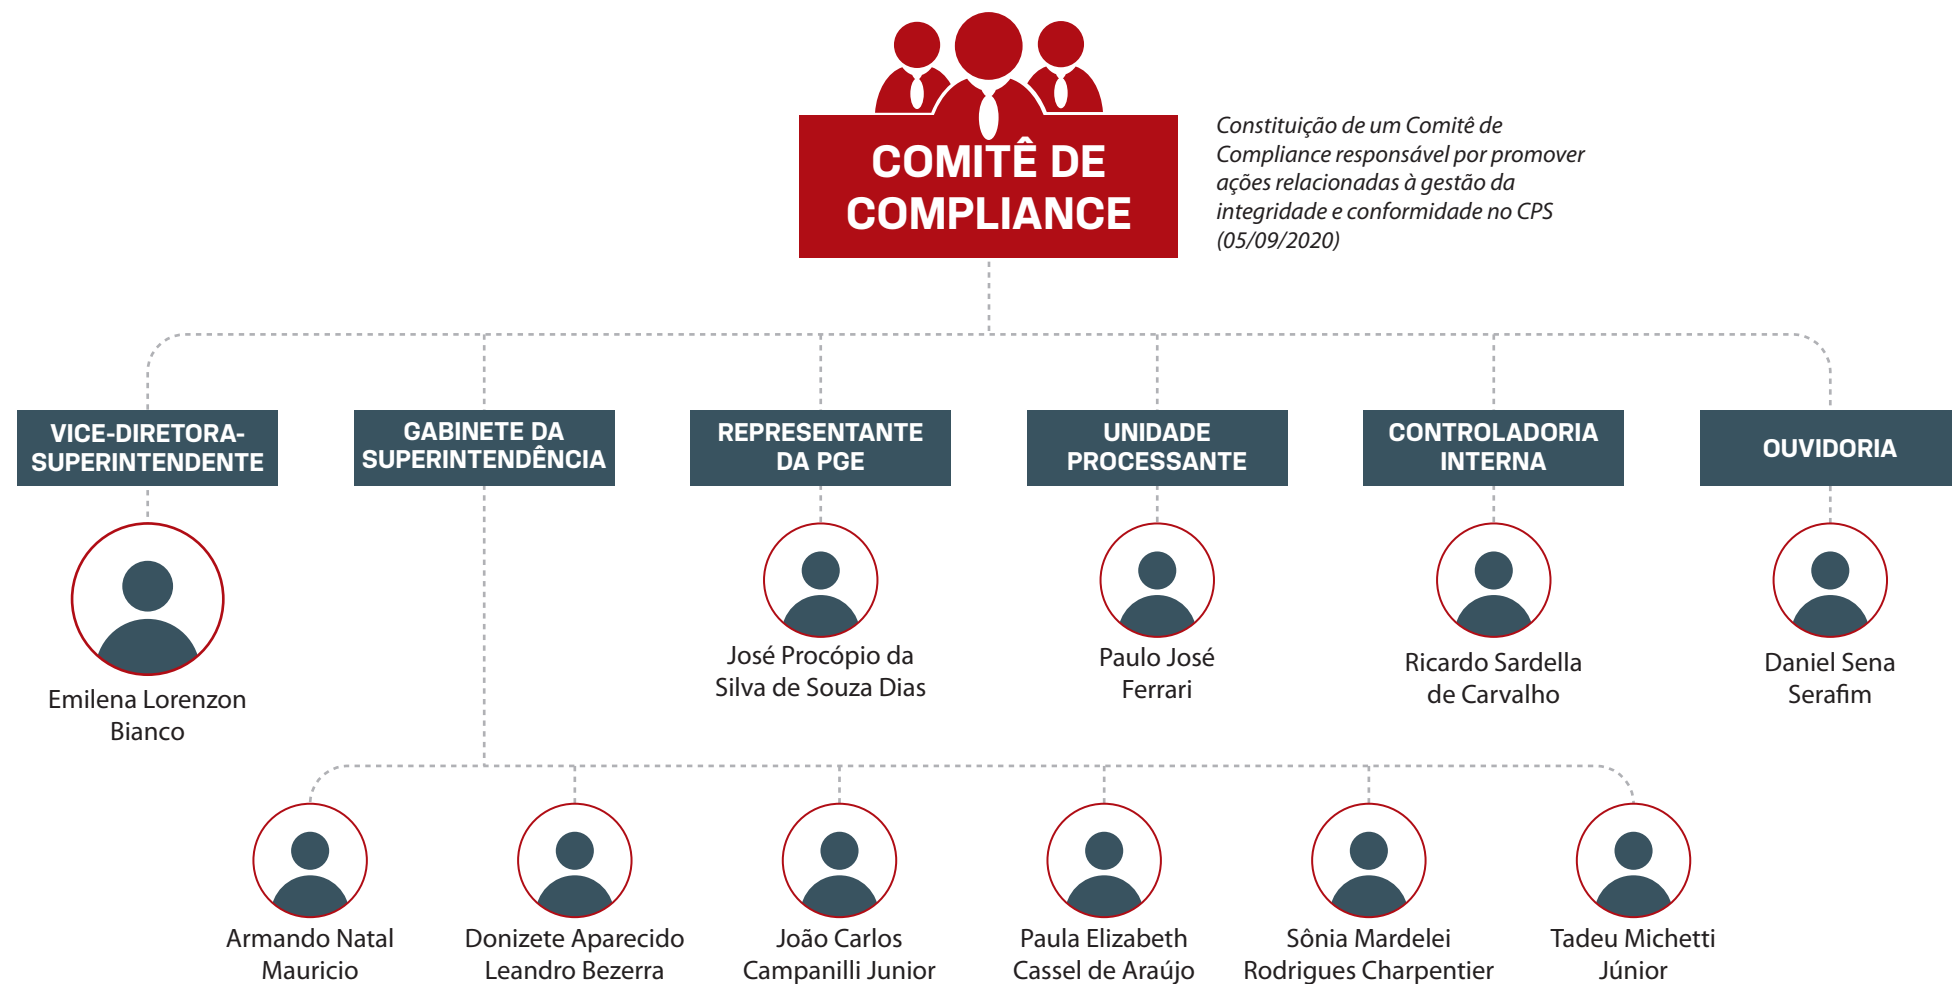 COMITÊ DE
COMPLIANCE
Constituição de um Comitê de
Compliance responsável por promover
ações relacionadas à gestão da
integridade e conformidade no CPS
(05/09/2020)
VICE-DIRETORA-
SUPERINTENDENTE
GABINETE DA
SUPERINTENDÊNCIA
REPRESENTANTE
DA PGE
UNIDADE
PROCESSANTE
CONTROLADORIA
INTERNA
OUVIDORIA
Emilena Lorenzon
Bianco
José Procópio da
Silva de Souza Dias
Paulo José
Ferrari
Ricardo Sardella
de Carvalho
Daniel Sena
Serafim
Armando Natal
Mauricio
Donizete Aparecido
Leandro Bezerra
João Carlos
Campanilli Junior
Paula Elizabeth
Cassel de Araújo
Sônia Mardelei
Rodrigues Charpentier
Tadeu Michetti
Júnior